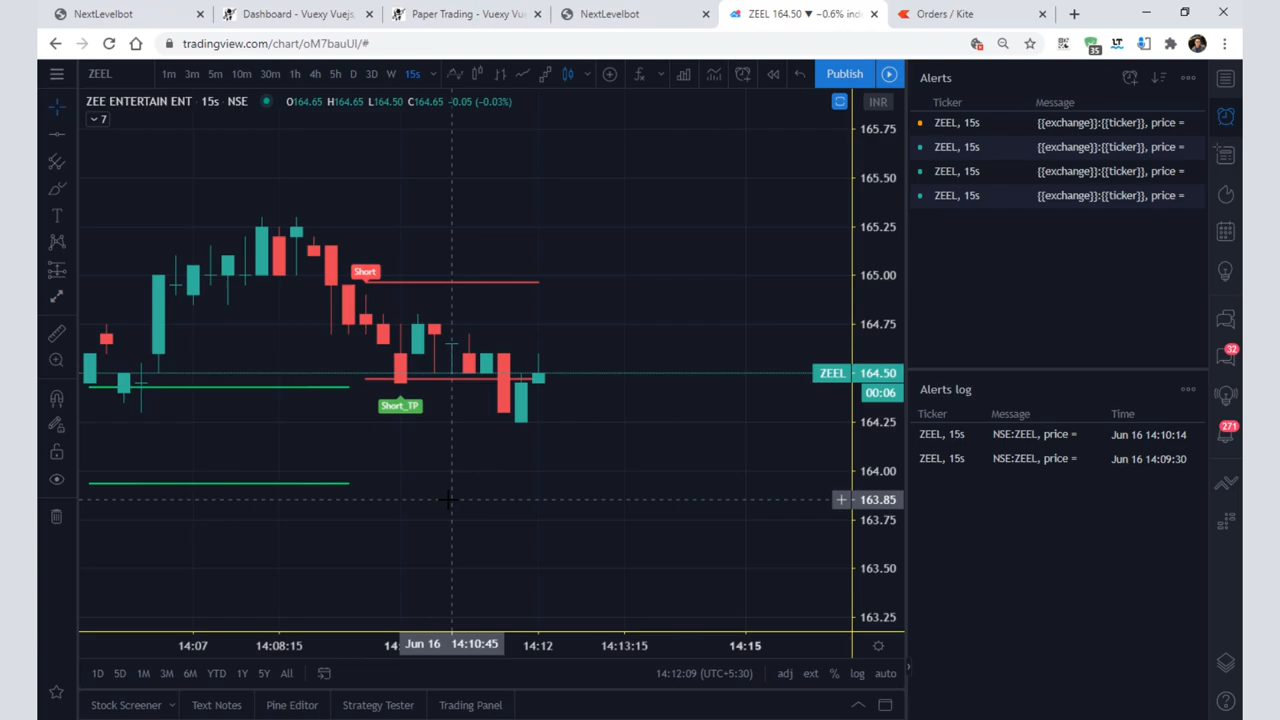 NextLevelbot
Dashboard - Vuexy Vuejs,
Paper Trading - Vuexy Vue
NextLevelbot
ZEEL 164.50 ▼ −0.6% ind
Orders / Kite
tradingview.com/chart/oM7bauUl/#
35
ZEEL 1m 3m 5m 10m 30m 1h 4h 5h D 3D W 15s
Publish
ZEE ENTERTAIN ENT 15s NSE O164.65 H164.65 L164.50 C164.65 -0.05 (-0.03%)
7
INR
165.75
165.50
165.25
165.00
164.75
ZEEL 164.50
00:06
164.25
164.00
163.85
163.75
163.50
163.25
Short
Short_TP
14:07 14:08:15 14: Jun 16 14:10:45 14:12 14:13:15 14:15
1D 5D 1M 3M 6M YTD 1Y 5Y All
14:12:09 (UTC+5:30) adj ext % log auto
Stock Screener Text Notes Pine Editor Strategy Tester Trading Panel
Alerts
Ticker Message
ZEEL, 15s {{exchange}}:{{ticker}}, price =
ZEEL, 15s {{exchange}}:{{ticker}}, price =
ZEEL, 15s {{exchange}}:{{ticker}}, price =
ZEEL, 15s {{exchange}}:{{ticker}}, price =
Alerts log
Ticker Message Time
ZEEL, 15s NSE:ZEEL, price = Jun 16 14:10:14
ZEEL, 15s NSE:ZEEL, price = Jun 16 14:09:30
32
271